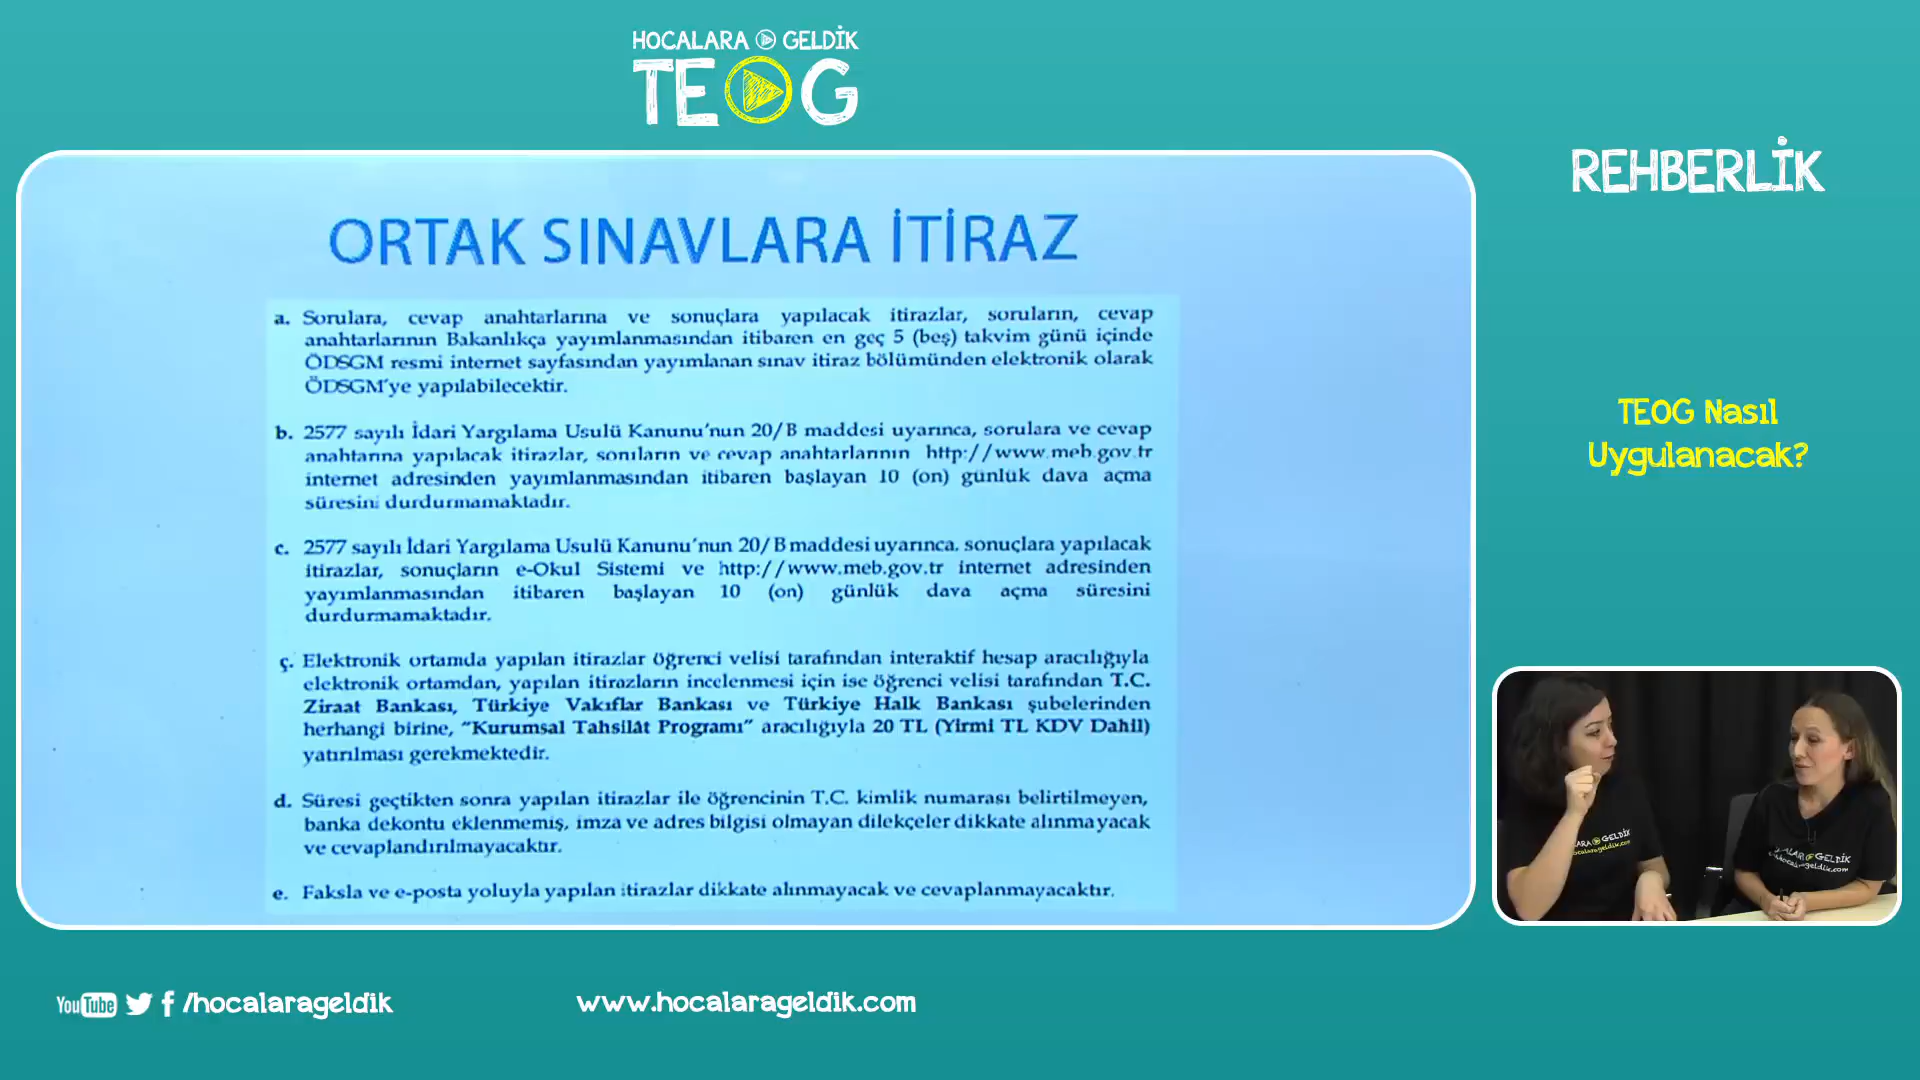 HOCALARA GELDİK
TEOG
REHBERLİK
ORTAK SINAVLARA İTİRAZ
a. Sorulara, cevap anahtarlarına ve sonuçlara yapılacak itirazlar, soruların, cevap
anahtarlarının Bakanlıkça yayımlanmasından itibaren en geç 5 (beş) takvim günü içinde
ÖDSGM resmi internet sayfasından yayımlanan sınav itiraz bölümünden elektronik olarak
ÖDSGM'ye yapılabilecektir.
b. 2577 sayılı İdari Yargılama Usulü Kanunu'nun 20/B maddesi uyarınca, sorulara ve cevap
anahtarına yapılacak itirazlar, soruların ve cevap anahtarlarının http://www.meb.gov.tr
internet adresinden yayımlanmasından itibaren başlayan 10 (on) günlük dava açma
süresini durdurmamaktadır.
c. 2577 sayılı İdari Yargılama Usulü Kanunu'nun 20/B maddesi uyarınca, sonuçlara yapılacak
itirazlar, sonuçların e-Okul Sistemi ve http://www.meb.gov.tr internet adresinden
yayımlanmasından itibaren başlayan 10 (on) günlük dava açma süresini
durdurmamaktadır.
ç. Elektronik ortamda yapılan itirazlar öğrenci velisi tarafından interaktif hesap aracılığıyla
elektronik ortamdan, yapılan itirazların incelenmesi için ise öğrenci velisi tarafından T.C.
Ziraat Bankası, Türkiye Vakıflar Bankası ve Türkiye Halk Bankası şubelerinden
herhangi birine, "Kurumsal Tahsilât Programı" aracılığıyla 20 TL (Yirmi TL KDV Dahil)
yatırılması gerekmektedir.
d. Süresi geçtikten sonra yapılan itirazlar ile öğrencinin T.C. kimlik numarası belirtilmeyen,
banka dekontu eklenmemiş, imza ve adres bilgisi olmayan dilekçeler dikkate alınmayacak
ve cevaplandırılmayacaktır.
e. Faksla ve e-posta yoluyla yapılan itirazlar dikkate alınmayacak ve cevaplanmayacaktır.
TEOG Nasıl
Uygulanacak?
GELDİK
GELDİK
YouTube f /hocalarageldik
www.hocalarageldik.com